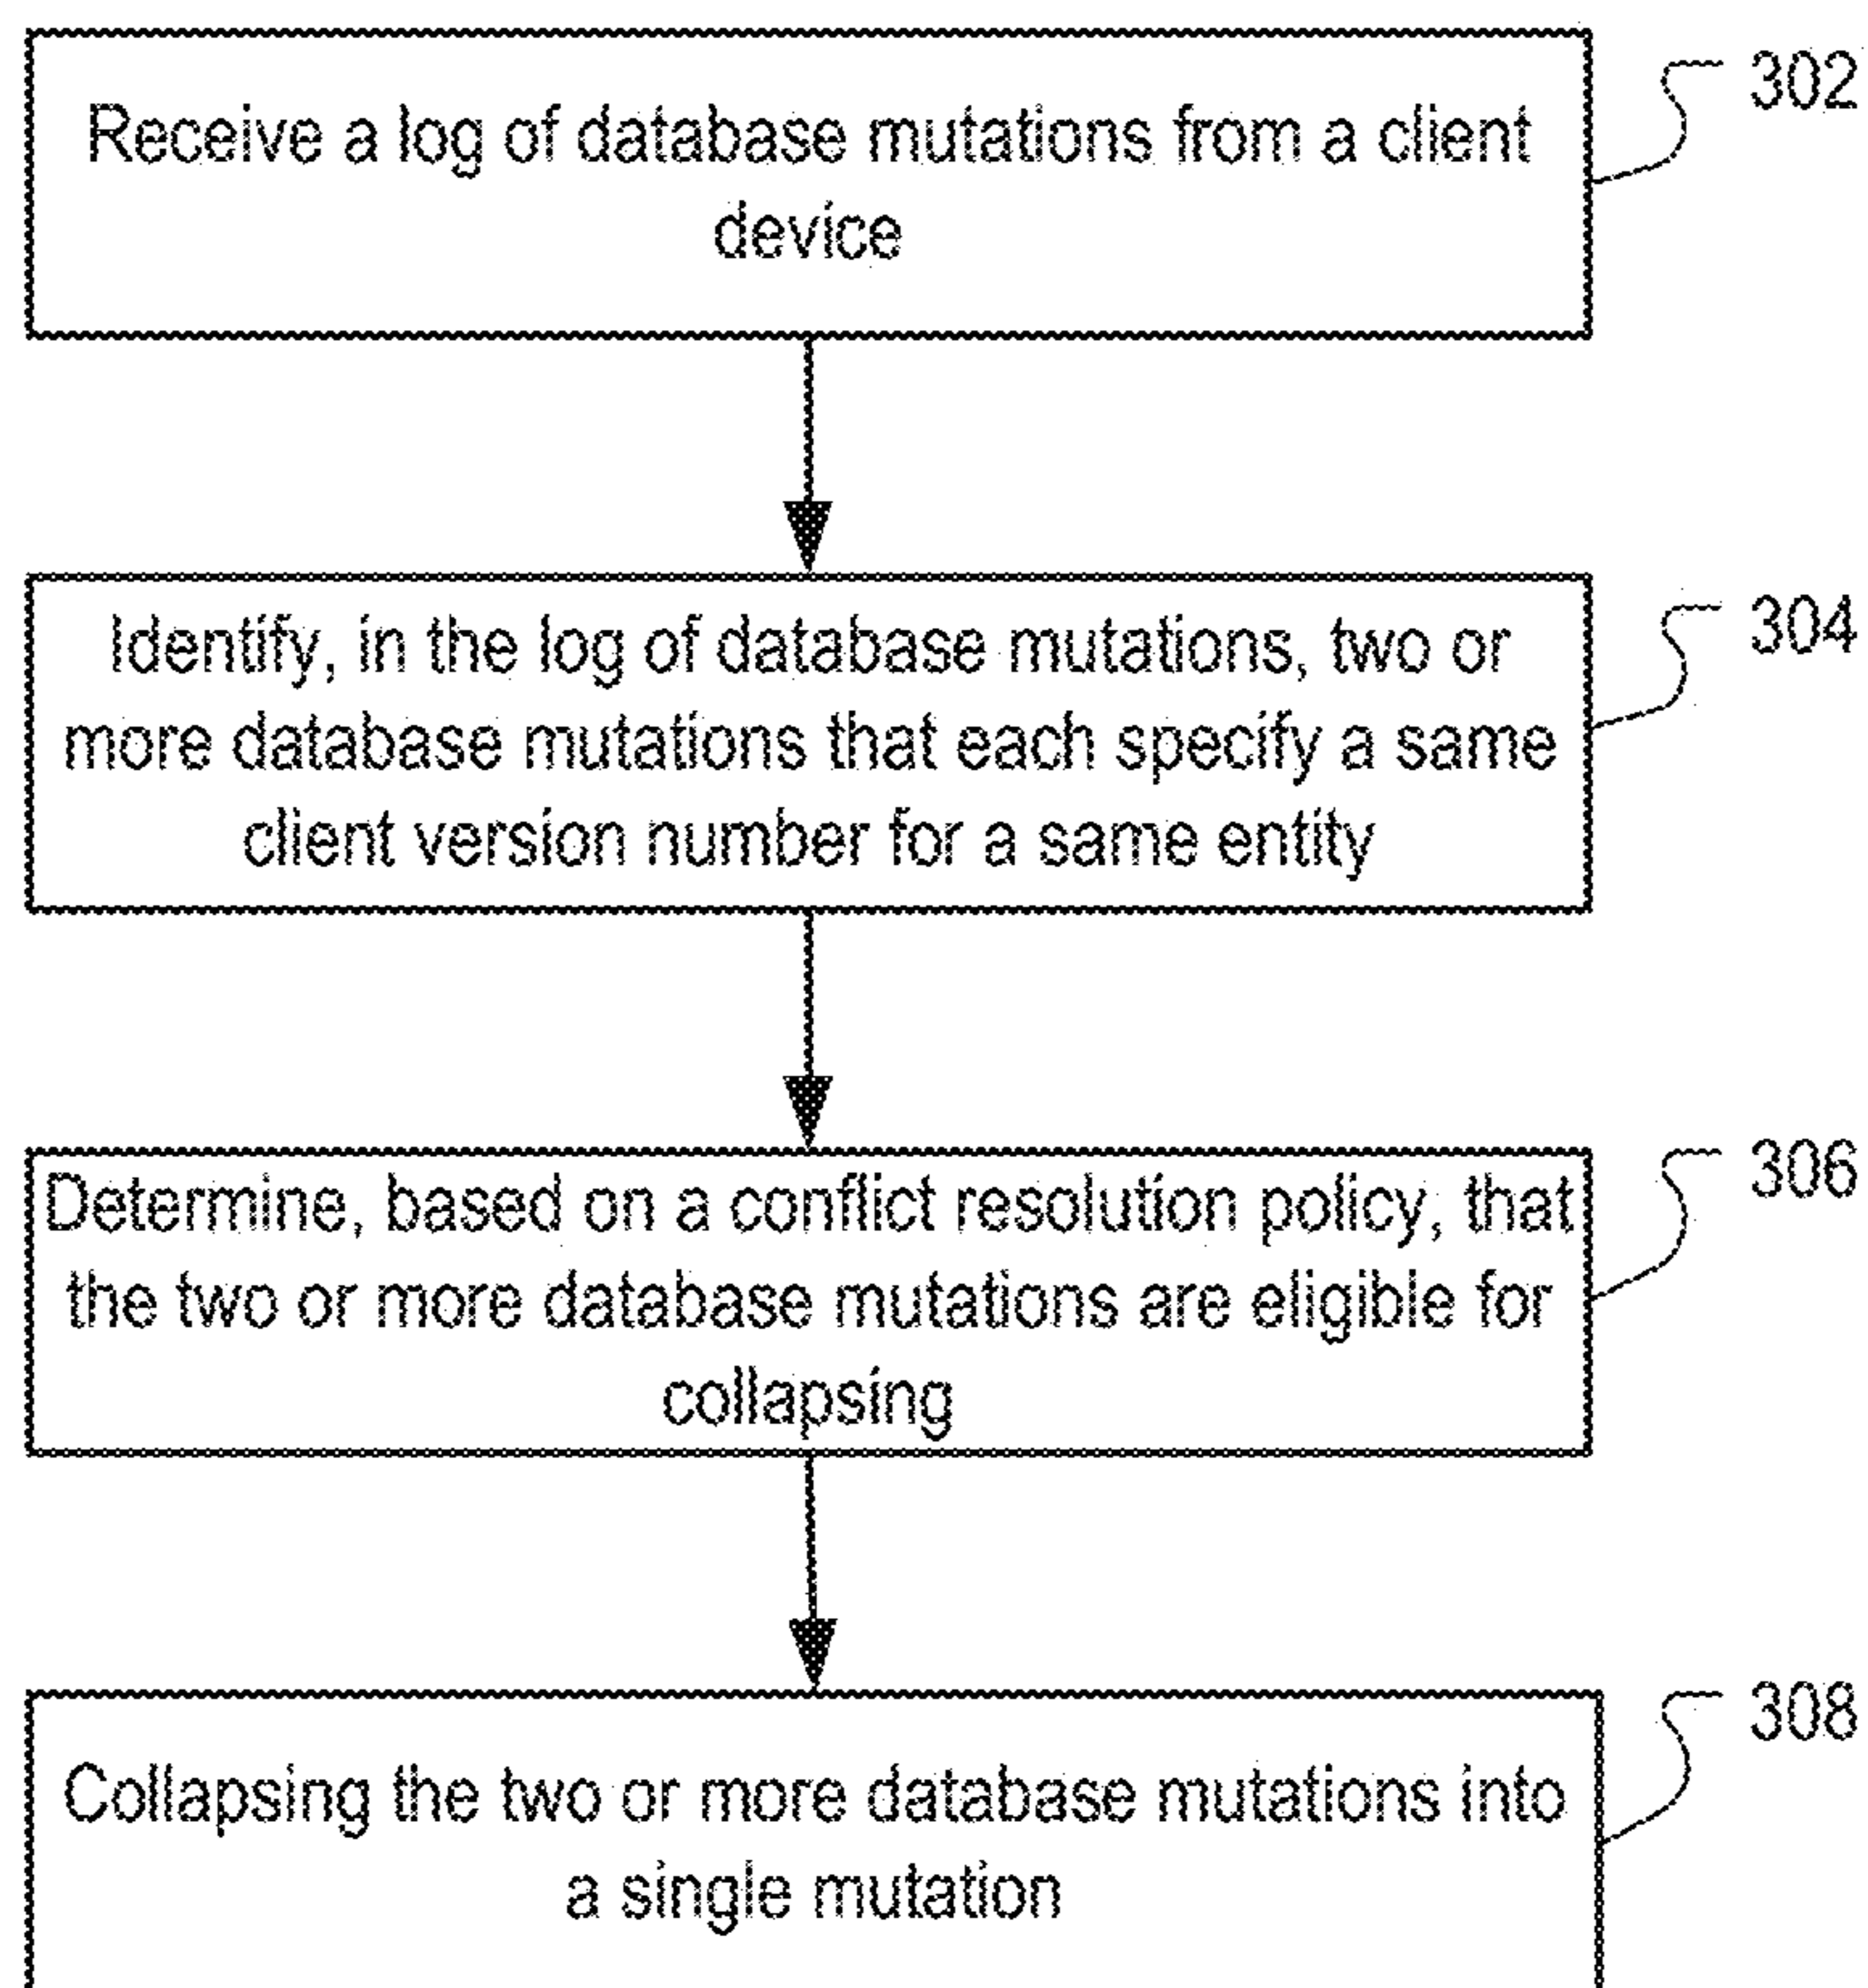 302
Receive a log of database mutations from a client
device
304
Identify, in the log of database mutations, two or
more database mutations that each specify a same
client version number for a same entity
306
Determine, based on a conflict resolution policy, that
the two or more database mutations are eligible for
collapsing
308
Collapsing the two or more database mutations into
a single mutation